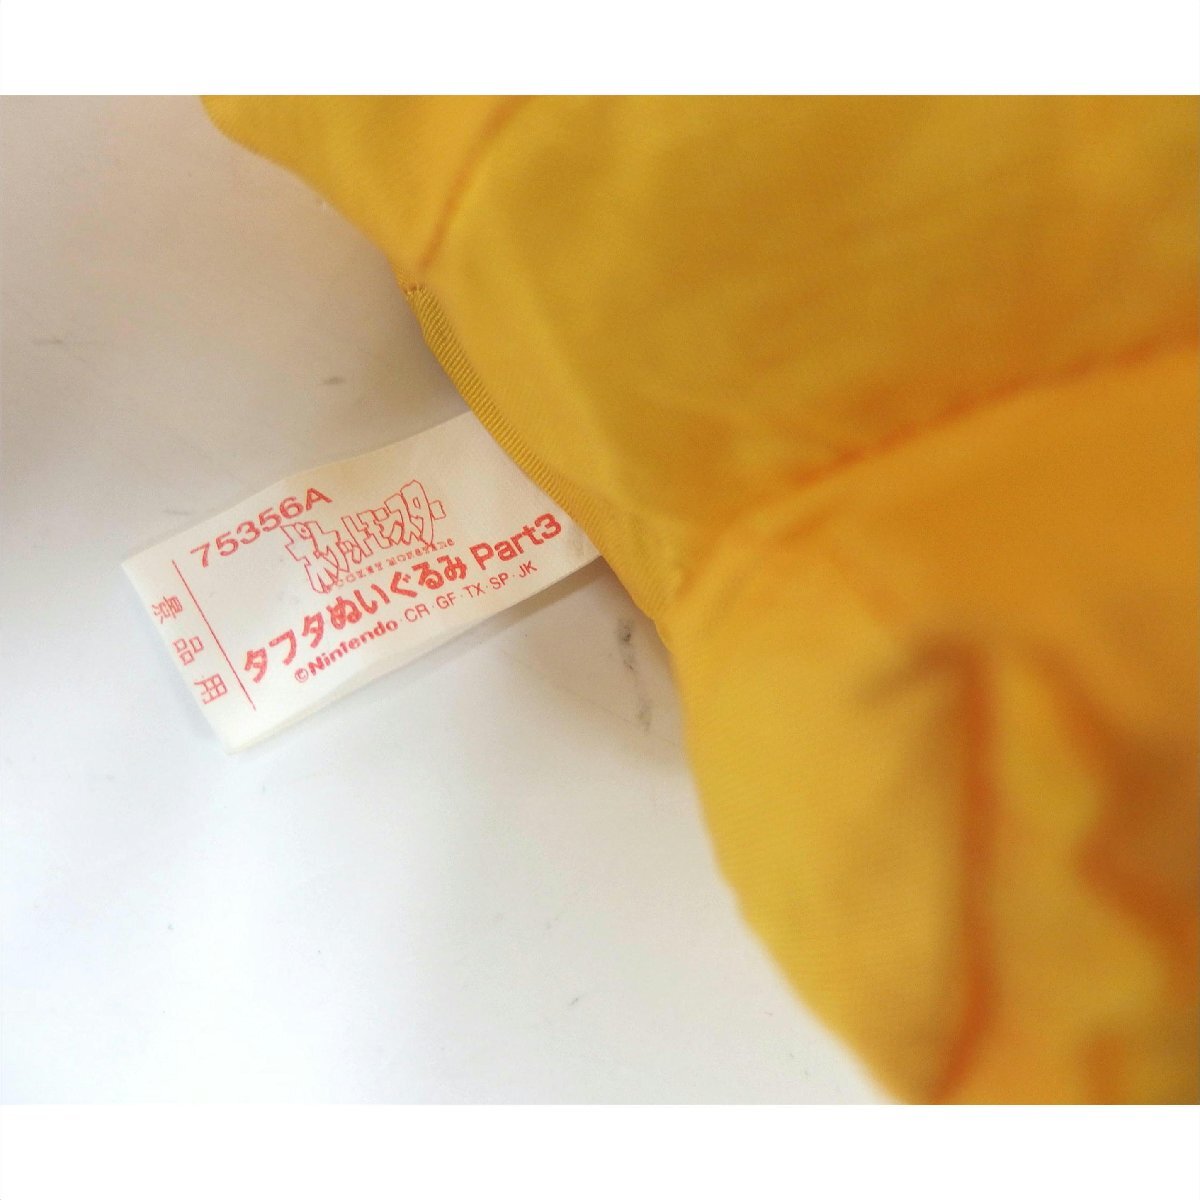 75356A
ポケットモンスター
POCKET MONSTERS
タフタぬいぐるみ Part3
©Nintendo・CR・GF・TX・SP・JK
景品用